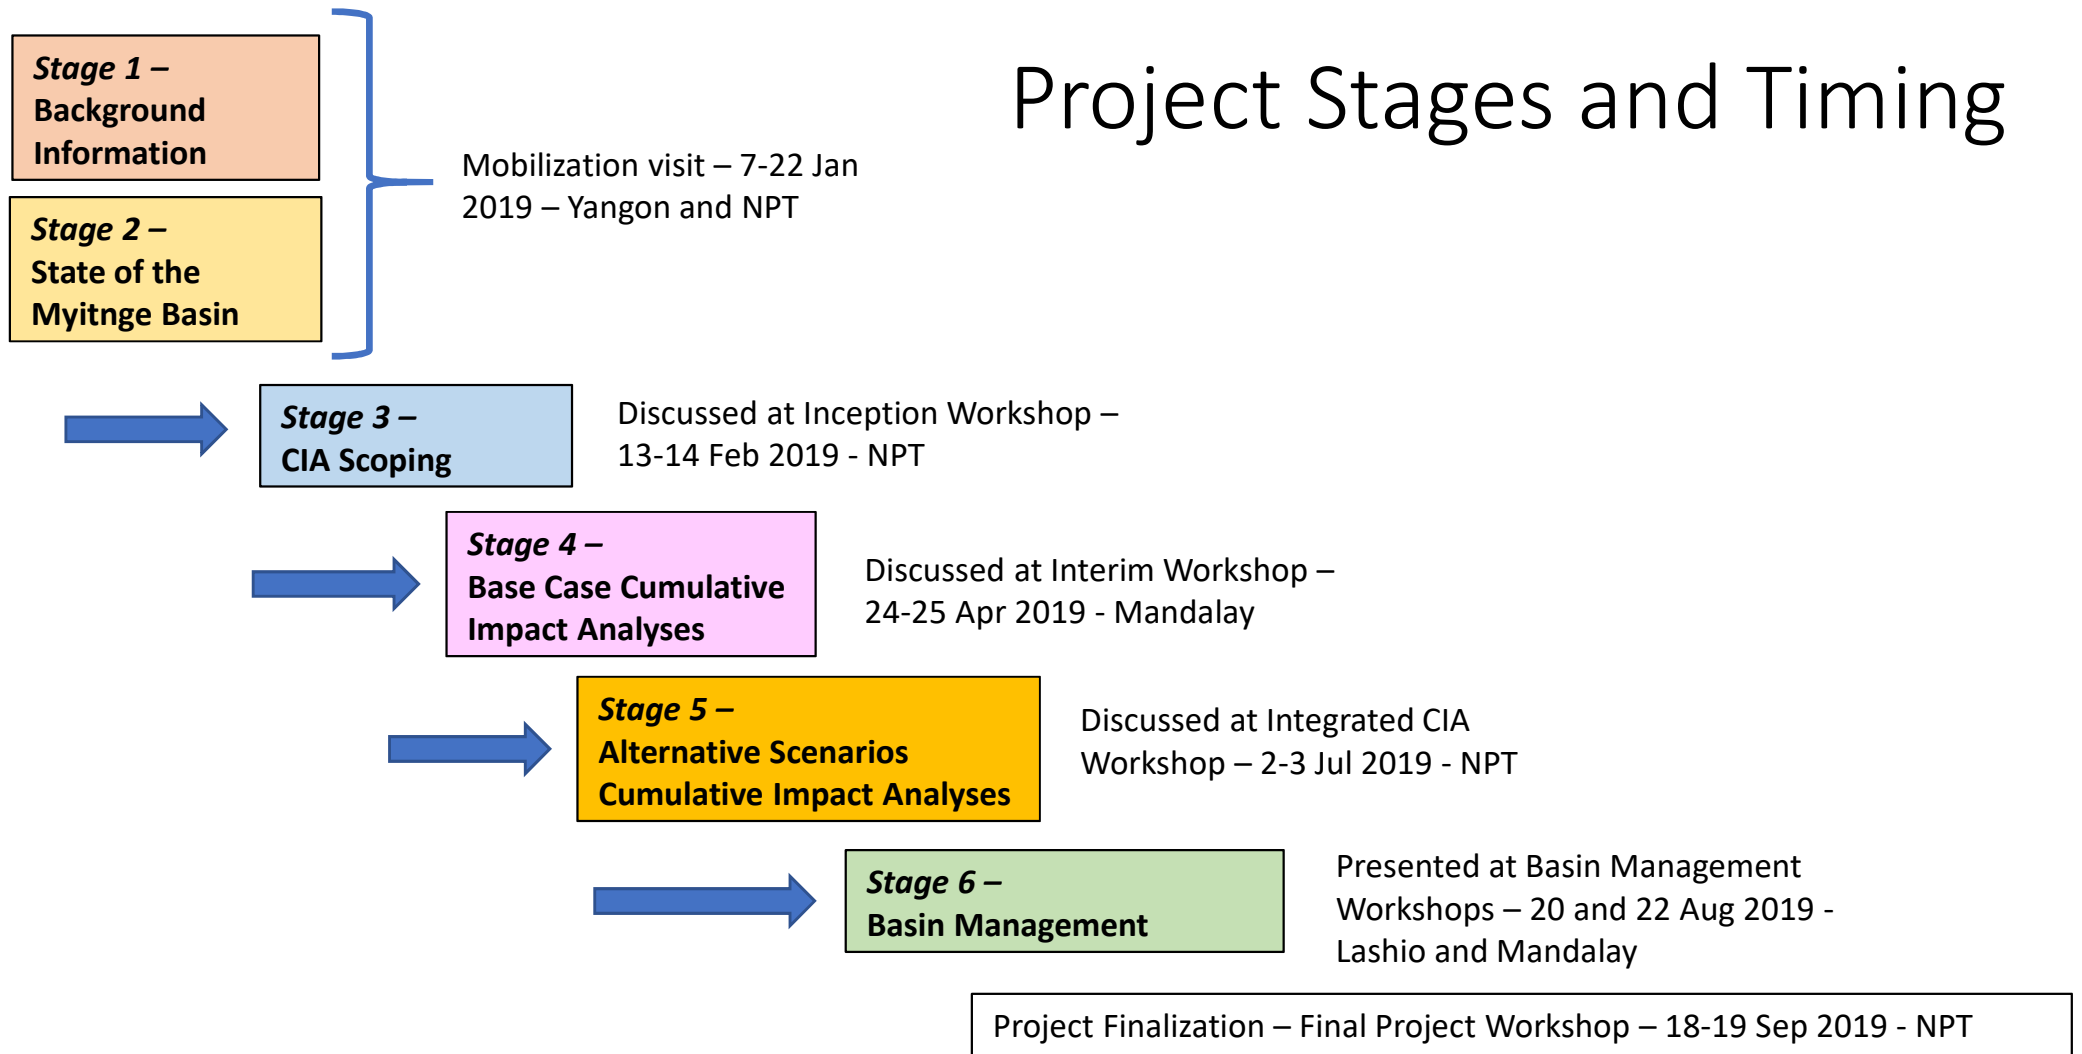 Project Stages and Timing
Stage 1 –
Background
Information
Stage 2 –
State of the
Myitnge Basin
Mobilization visit – 7-22 Jan
2019 – Yangon and NPT
Stage 3 –
CIA Scoping
Discussed at Inception Workshop –
13-14 Feb 2019 - NPT
Stage 4 –
Base Case Cumulative
Impact Analyses
Discussed at Interim Workshop –
24-25 Apr 2019 - Mandalay
Stage 5 –
Alternative Scenarios
Cumulative Impact Analyses
Discussed at Integrated CIA
Workshop – 2-3 Jul 2019 - NPT
Stage 6 –
Basin Management
Presented at Basin Management
Workshops – 20 and 22 Aug 2019 -
Lashio and Mandalay
Project Finalization – Final Project Workshop – 18-19 Sep 2019 - NPT